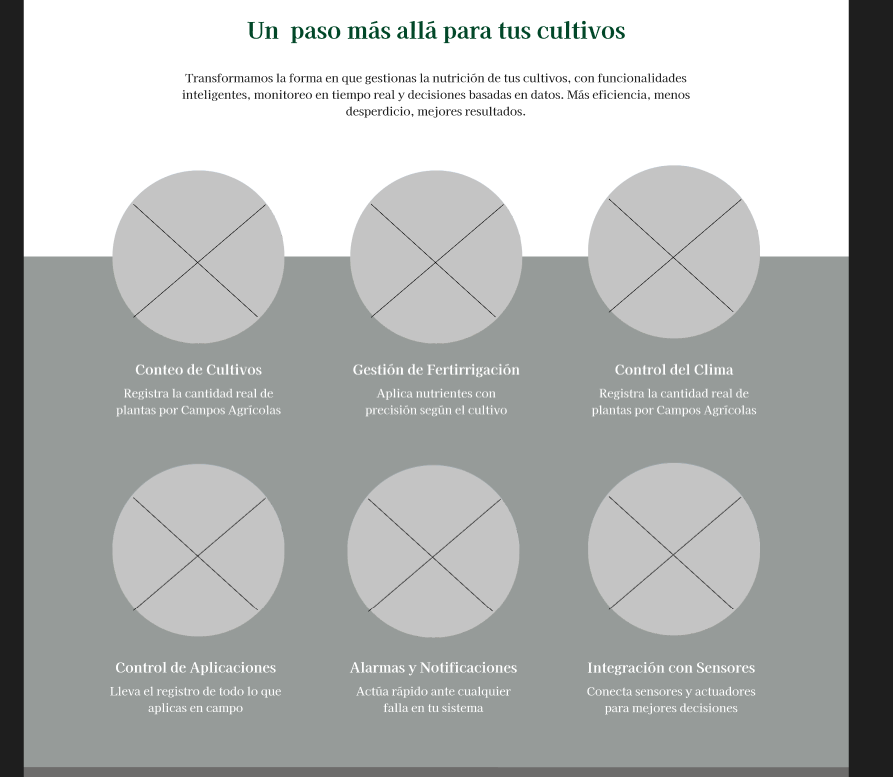 Un paso más allá para tus cultivos
Transformamos la forma en que gestionas la nutrición de tus cultivos, con funcionalidades
inteligentes, monitoreo en tiempo real y decisiones basadas en datos. Más eficiencia, menos
desperdicio, mejores resultados.
Conteo de Cultivos
Registra la cantidad real de
plantas por Campos Agrícolas
Gestión de Fertirrigación
Aplica nutrientes con
precisión según el cultivo
Control del Clima
Registra la cantidad real de
plantas por Campos Agrícolas
Control de Aplicaciones
Lleva el registro de todo lo que
aplicas en campo
Alarmas y Notificaciones
Actúa rápido ante cualquier
falla en tu sistema
Integración con Sensores
Conecta sensores y actuadores
para mejores decisiones